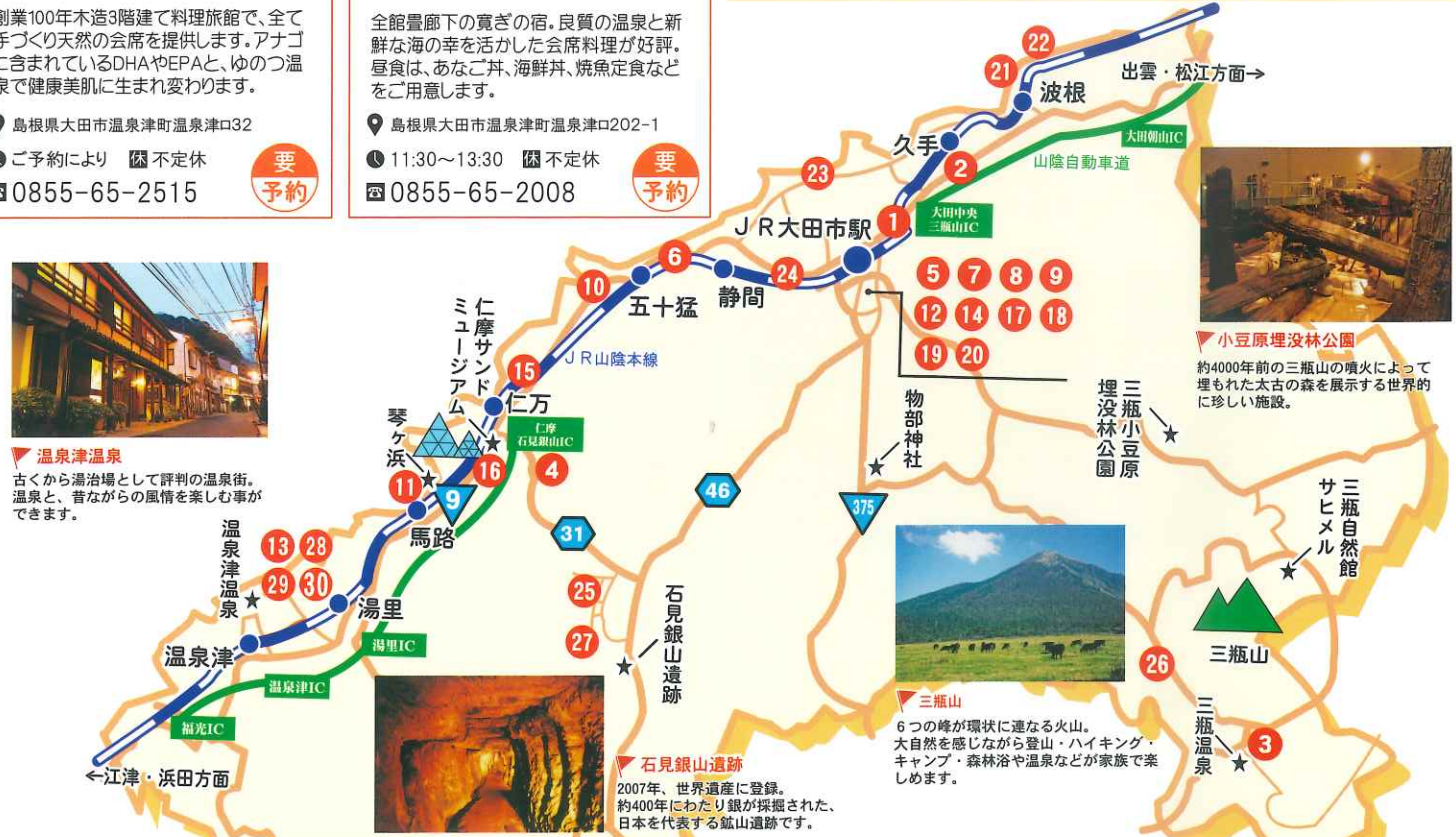 創業100年木造3階建て料理旅館で、全て
手づくり天然の会席を提供します。アナゴ
に含まれているDHAやEPAと、ゆのつ温
泉で健康美肌に生まれ変わります。
島根県大田市温泉津町温泉津口32
ご予約により 休 不定休
0855-65-2515
要
予約
全館畳廊下の寛ぎの宿。良質の温泉と新
鮮な海の幸を活かした会席料理が好評。
昼食は、あなご丼、海鮮丼、焼魚定食など
をご用意します。
島根県大田市温泉津町温泉津口202-1
11:30～13:30 休 不定休
0855-65-2008
要
予約
22
21
波根
出雲・松江方面→
大田朝山IC
久手
2
山陰自動車道
23
1
大田中央
三瓶山IC
JR大田市駅
6
24
静間
10
五十猛
5 7 8 9
12 14 17 18
19 20
小豆原埋没林公園
約4000年前の三瓶山の噴火によって
埋もれた太古の森を展示する世界的
に珍しい施設。
仁摩サンド
ミュージアム
JR山陰本線
15
仁万
仁摩
石見銀山IC
琴ヶ浜
16
4
11
9
馬路
物部神社
三瓶小豆原
埋没林公園
46
375
31
三瓶自然館
サヒメル
温泉津温泉
古くから湯治場として評判の温泉街。
温泉と、昔ながらの風情を楽しむ事が
できます。
温泉津温泉
13 28
29 30
湯里
湯里IC
温泉津
温泉津IC
福光IC
←江津・浜田方面
25
27
石見銀山遺跡
石見銀山遺跡
2007年、世界遺産に登録。
約400年にわたり銀が採掘された、
日本を代表する鉱山遺跡です。
三瓶山
6つの峰が環状に連なる火山。
大自然を感じながら登山・ハイキング・
キャンプ・森林浴や温泉などが家族で楽
しめます。
三瓶山
26
三瓶温泉
3